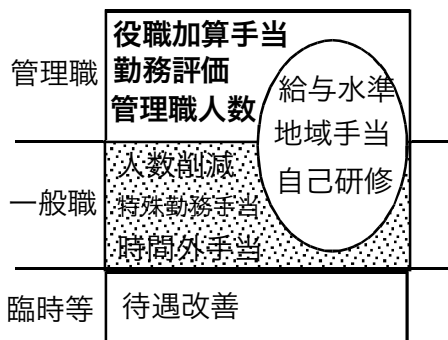 管理職
役職加算手当
勤務評価
管理職人数
給与水準
地域手当
自己研修
一般職
人数削減
特殊勤務手当
時間外手当
臨時等
待遇改善